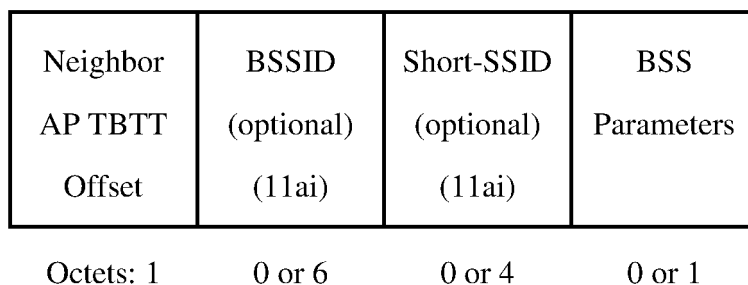 Neighbor
AP TBTT
Offset
BSSID
(optional)
(11ai)
Short-SSID
(optional)
(11ai)
BSS
Parameters
Octets: 1
0 or 6
0 or 4
0 or 1